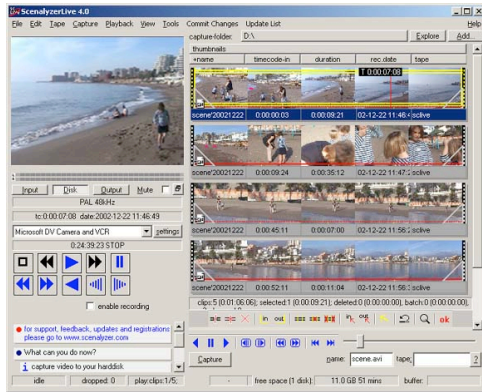 ScenalyzerLive 4.0
File Edit Tape Capture Playback View Tools Commit Changes Update List Help
capture-folder: D:\ Explore Add...
thumbnails
+name timecode-in duration rec.date tape
T 0:00:07:08
scene'20021222 0:00:00:03 0:00:09:21 02-12-22 11:46:4 sclive
scene'20021222 0:00:09:24 0:00:35:12 02-12-22 11:47:2 sclive
scene'20021222 0:00:45:11 0:00:07:00 02-12-22 11:56:2 sclive
scene'20021222 0:00:52:11 0:00:11:04 02-12-22 11:56:3 sclive
clips:5 (0:01:06:06); selected:1 (0:00:09:21); deleted:0 (0:00:00:00), batch:0 (0:00:00:00),
Input Disk Output Mute
PAL 48kHz
tc:0:00:07:08 date:2002-12-22 11:46:49
Microsoft DV Camera and VCR settings
0:24:39:23 STOP
enable recording
for support, feedback, updates and registrations
please go to www.scenalyzer.com
What can you do now?
capture video to your harddisk
in out ok
Capture name: scene.avi tape: ?
idle dropped: 0 play:clips:1/5; - free space (1 disk): 11.0 GB 51 mins buffer: